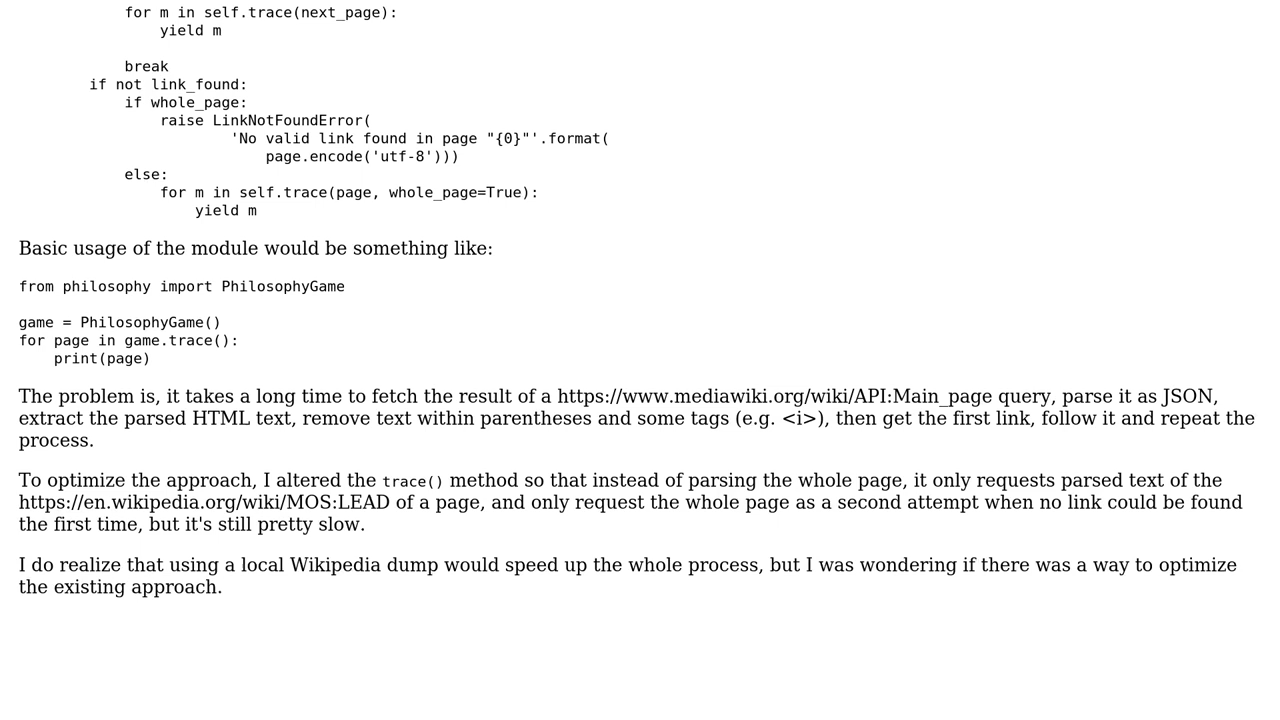 for m in self.trace(next_page):
                yield m

            break
        if not link_found:
            if whole_page:
                raise LinkNotFoundError(
                        'No valid link found in page "{0}"'.format(
                            page.encode('utf-8')))
            else:
                for m in self.trace(page, whole_page=True):
                    yield m
Basic usage of the module would be something like:
from philosophy import PhilosophyGame

game = PhilosophyGame()
for page in game.trace():
    print(page)
The problem is, it takes a long time to fetch the result of a https://www.mediawiki.org/wiki/API:Main_page query, parse it as JSON,
extract the parsed HTML text, remove text within parentheses and some tags (e.g. <i>), then get the first link, follow it and repeat the
process.
To optimize the approach, I altered the trace() method so that instead of parsing the whole page, it only requests parsed text of the
https://en.wikipedia.org/wiki/MOS:LEAD of a page, and only request the whole page as a second attempt when no link could be found
the first time, but it's still pretty slow.
I do realize that using a local Wikipedia dump would speed up the whole process, but I was wondering if there was a way to optimize
the existing approach.